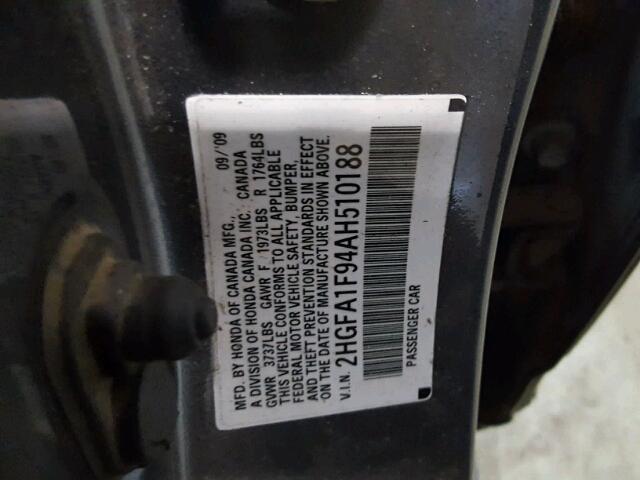 MFD. BY HONDA OF CANADA MFG., 09/'09
A DIVISION OF HONDA CANADA INC. CANADA
GVWR 3737LBS GAWR F 1973LBS R 1764LBS
THIS VEHICLE CONFORMS TO ALL APPLICABLE
FEDERAL MOTOR VEHICLE SAFETY, BUMPER,
AND THEFT PREVENTION STANDARDS IN EFFECT
ON THE DATE OF MANUFACTURE SHOWN ABOVE.
V.I.N. 2HGFA1F94AH510188
PASSENGER CAR